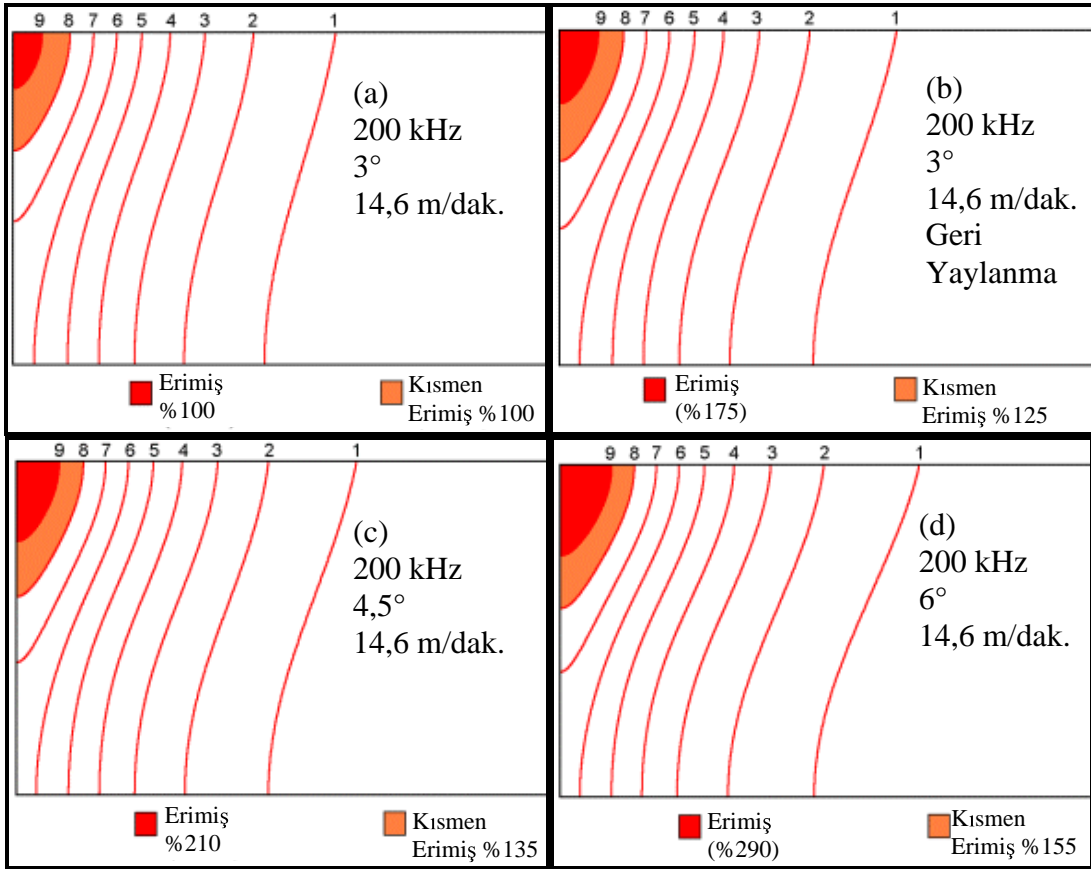 9 8 7 6 5 4 3 2 1
(a)
200 kHz
3°
14,6 m/dak.
Erimiş
%100
Kısmen
Erimiş %100
9 8 7 6 5 4 3 2 1
(b)
200 kHz
3°
14,6 m/dak.
Geri
Yaylanma
Erimiş
(%175)
Kısmen
Erimiş %125
9 8 7 6 5 4 3 2 1
(c)
200 kHz
4,5°
14,6 m/dak.
Erimiş
%210
Kısmen
Erimiş %135
9 8 7 6 5 4 3 2 1
(d)
200 kHz
6°
14,6 m/dak.
Erimiş
(%290)
Kısmen
Erimiş %155